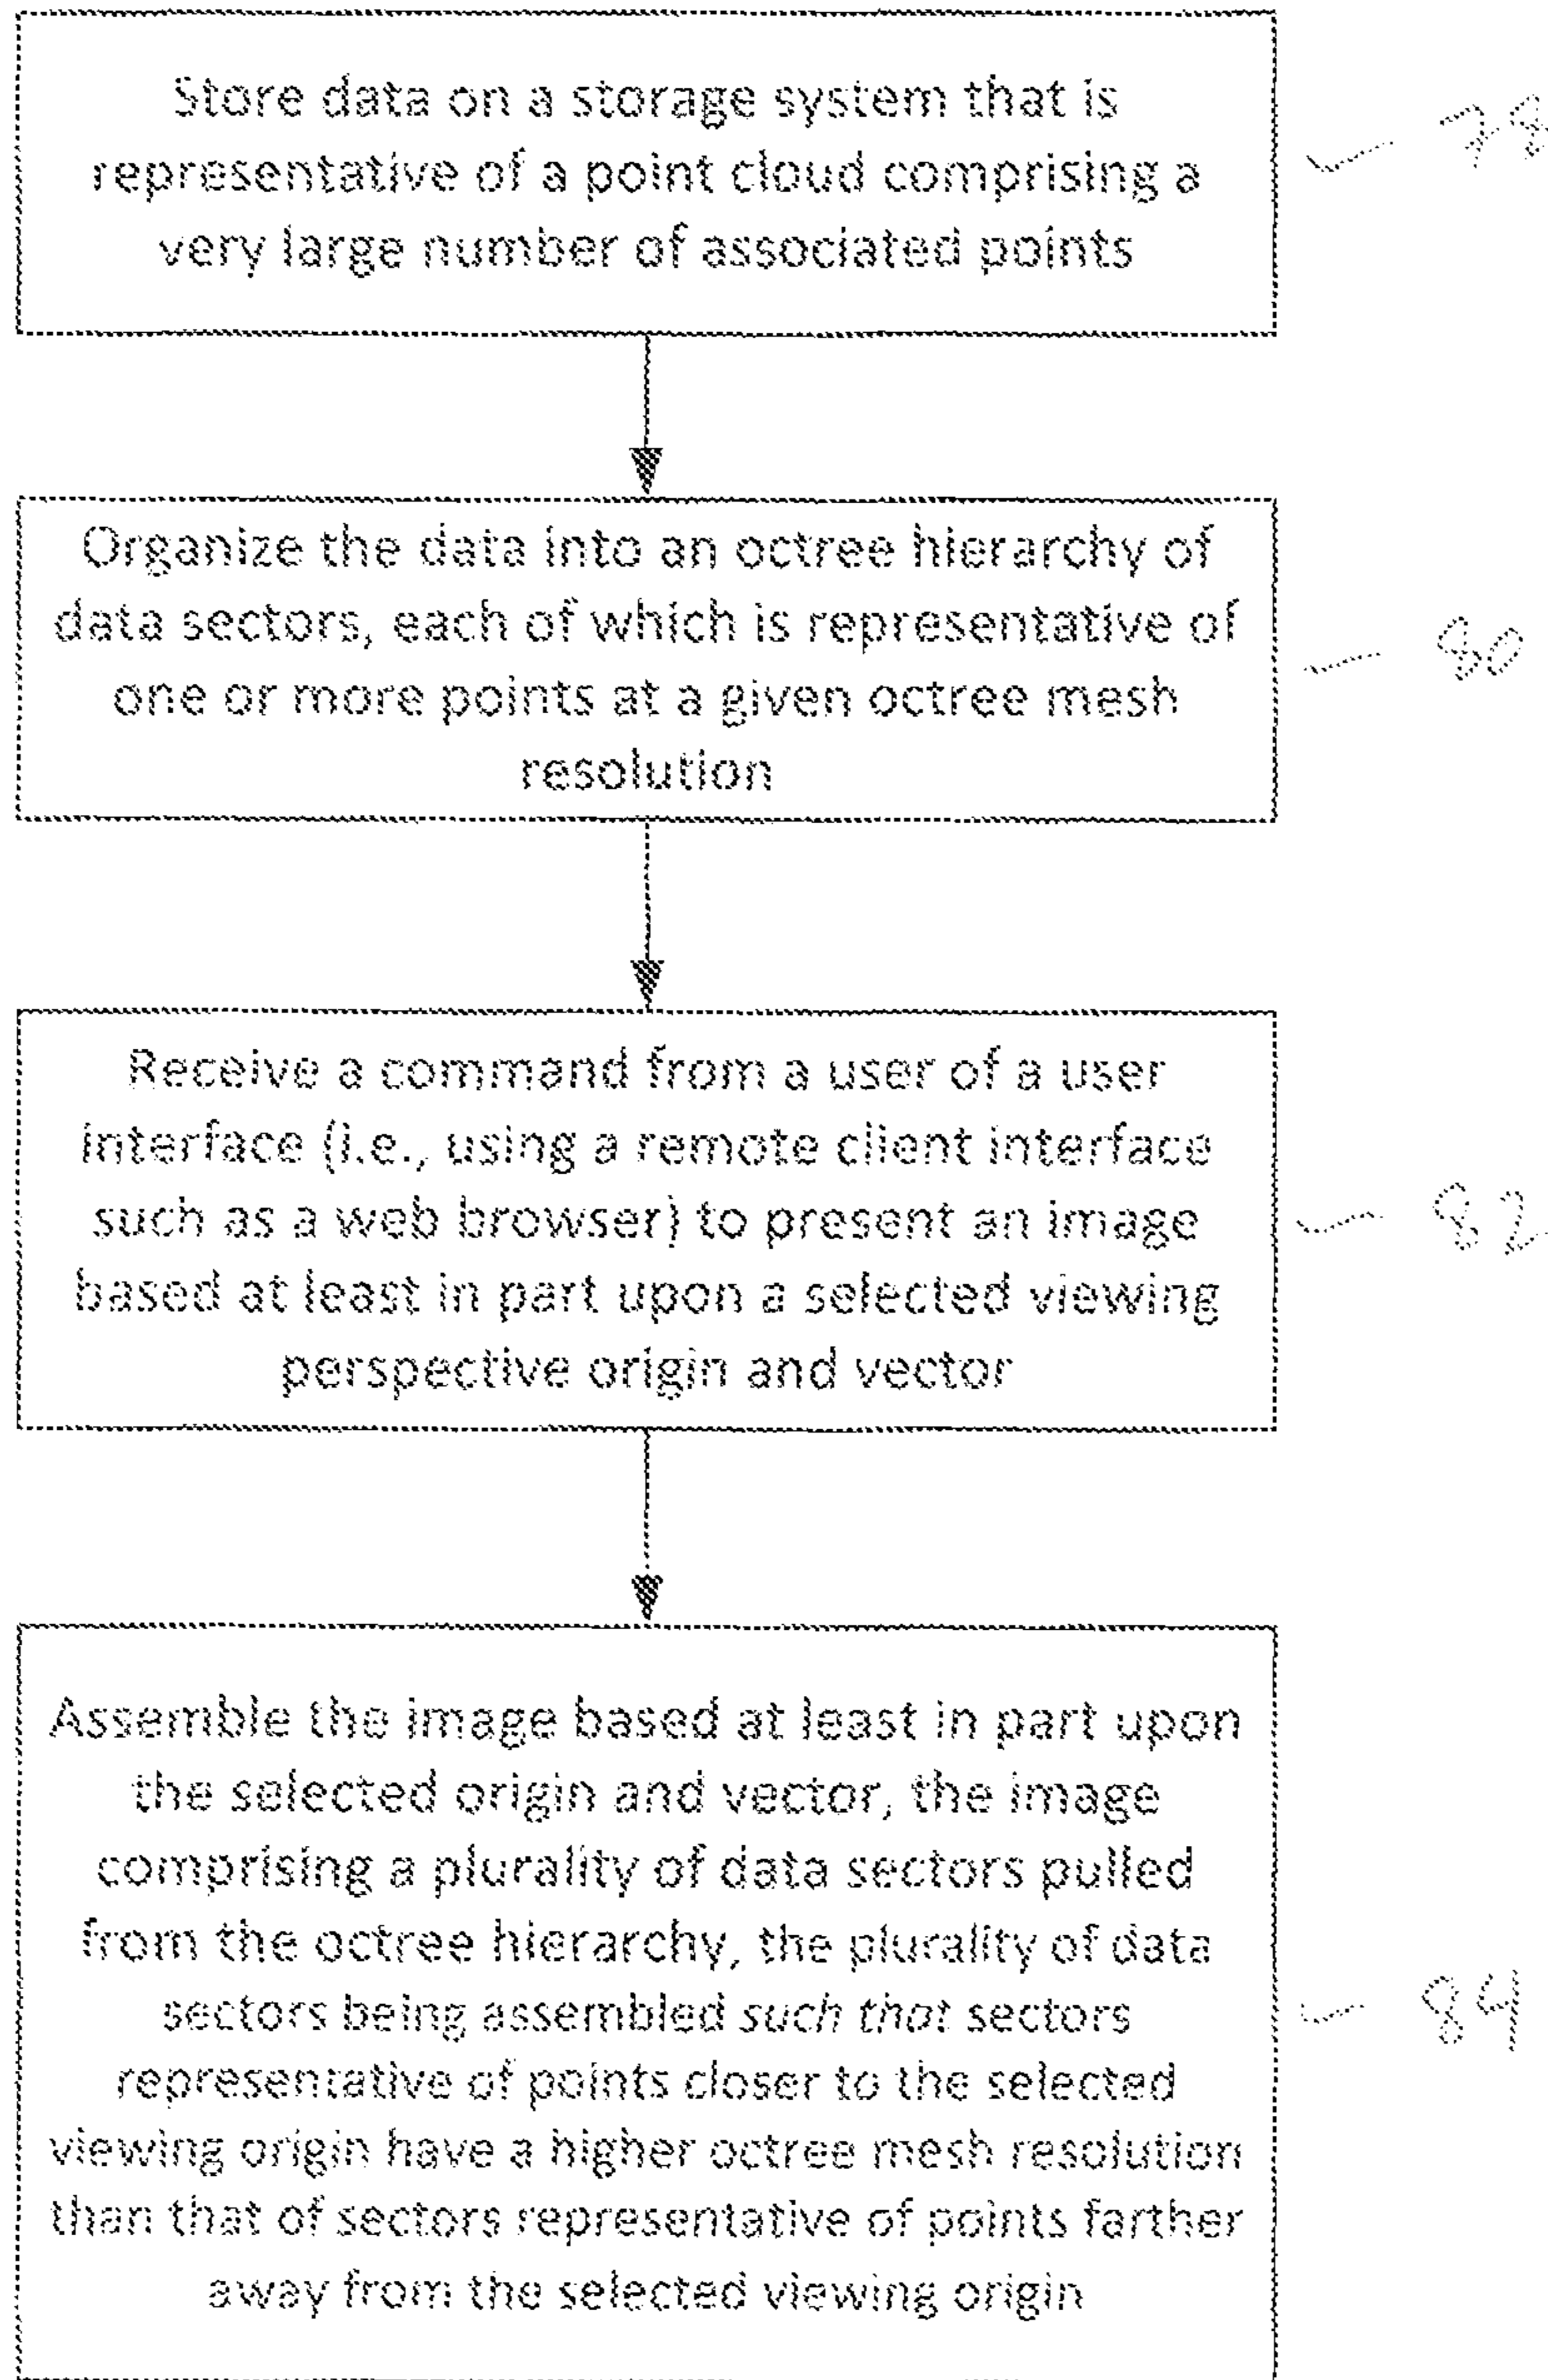 Store data on a storage system that is
representative of a point cloud comprising a
very large number of associated points
78
Organize the data into an octree hierarchy of
data sectors, each of which is representative of
one or more points at a given octree mesh
resolution
80
Receive a command from a user of a user
interface (i.e., using a remote client interface
such as a web browser) to present an image
based at least in part upon a selected viewing
perspective origin and vector
82
Assemble the image based at least in part upon
the selected origin and vector, the image
comprising a plurality of data sectors pulled
from the octree hierarchy, the plurality of data
sectors being assembled such that sectors
representative of points closer to the selected
viewing origin have a higher octree mesh resolution
than that of sectors representative of points farther
away from the selected viewing origin
84